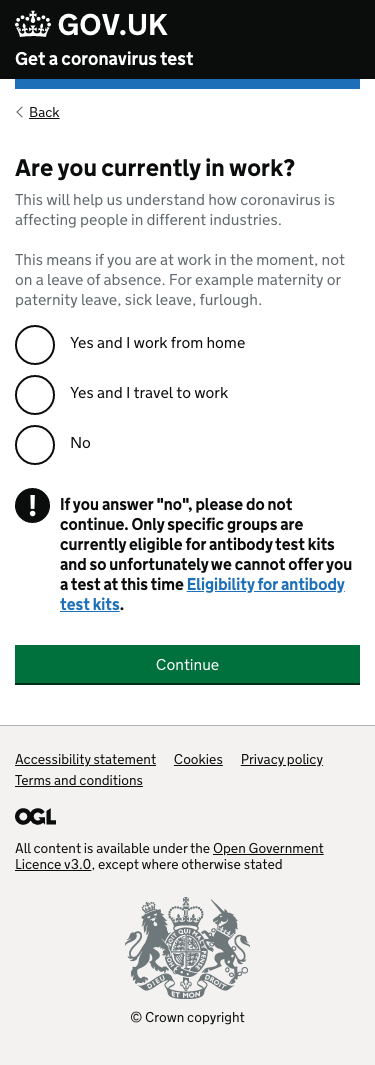 GOV.UK
Get a coronavirus test
Back
Are you currently in work?
This will help us understand how coronavirus is
affecting people in different industries.
This means if you are at work in the moment, not
on a leave of absence. For example maternity or
paternity leave, sick leave, furlough.
Yes and I work from home
Yes and I travel to work
No
If you answer "no", please do not
continue. Only specific groups are
currently eligible for antibody test kits
and so unfortunately we cannot offer you
a test at this time Eligibility for antibody
test kits.
Continue
Accessibility statement Cookies Privacy policy
Terms and conditions
OGL
All content is available under the Open Government
Licence v3.0, except where otherwise stated
DIEU ET MON DROIT
© Crown copyright